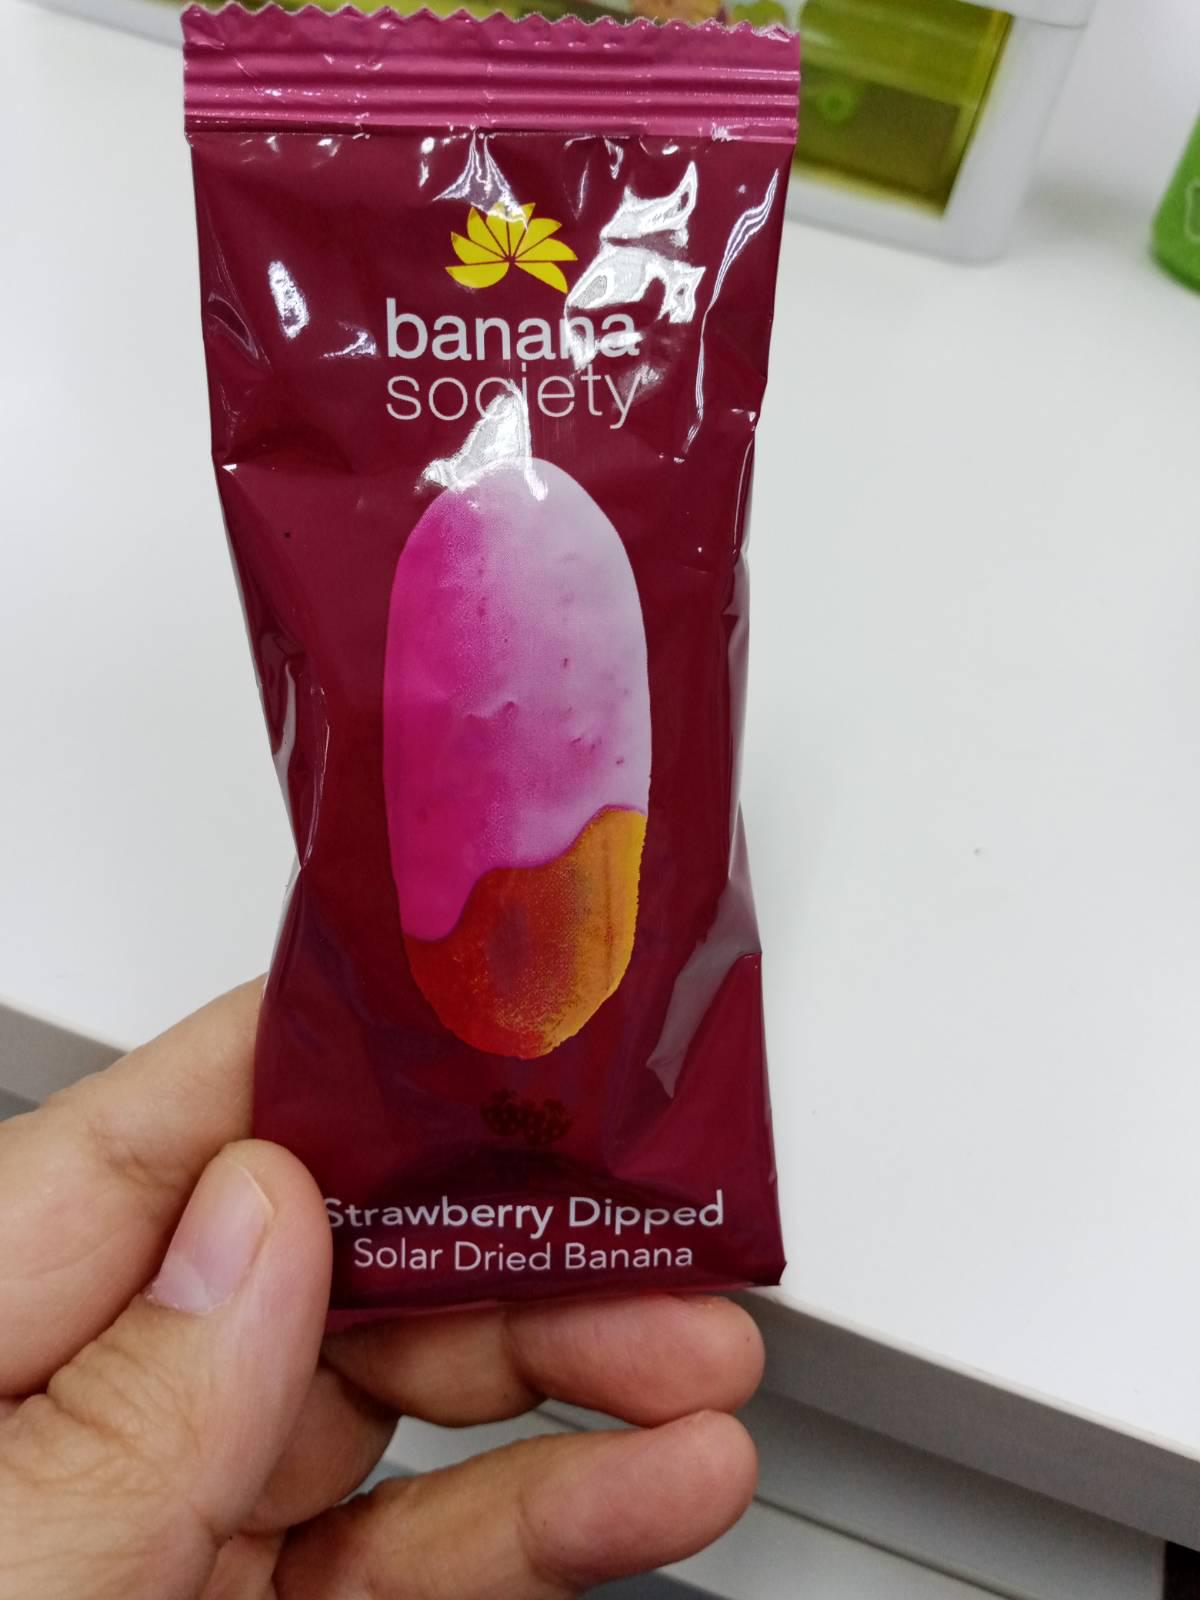 banana
society
Strawberry Dipped
Solar Dried Banana